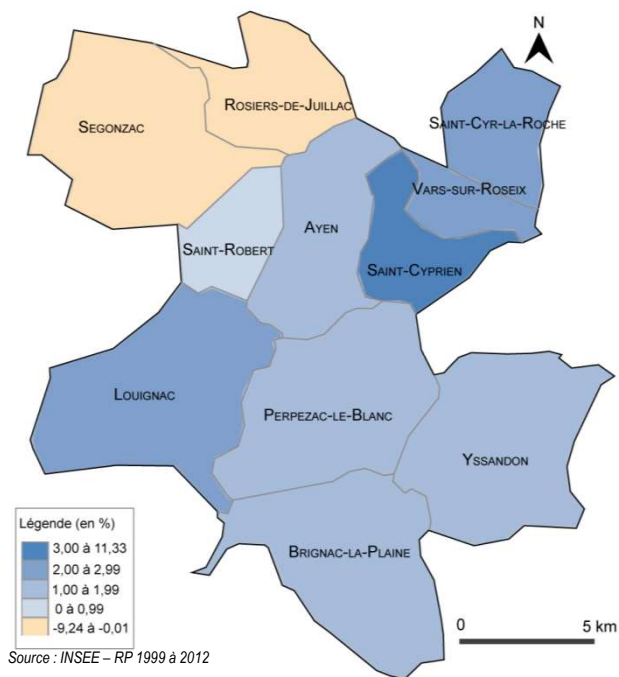 N
ROSIERS-DE-JUILLAC
SEGONZAC
SAINT-CYR-LA-ROCHE
VARS-SUR-ROSEIX
AYEN
SAINT-ROBERT
SAINT-CYPRIEN
LOUIGNAC
PERPEZAC-LE-BLANC
YSSANDON
BRIGNAC-LA-PLAINE
Légende (en %)
3,00 à 11,33
2,00 à 2,99
1,00 à 1,99
0 à 0,99
-9,24 à -0,01
0 5 km
Source : INSEE – RP 1999 à 2012